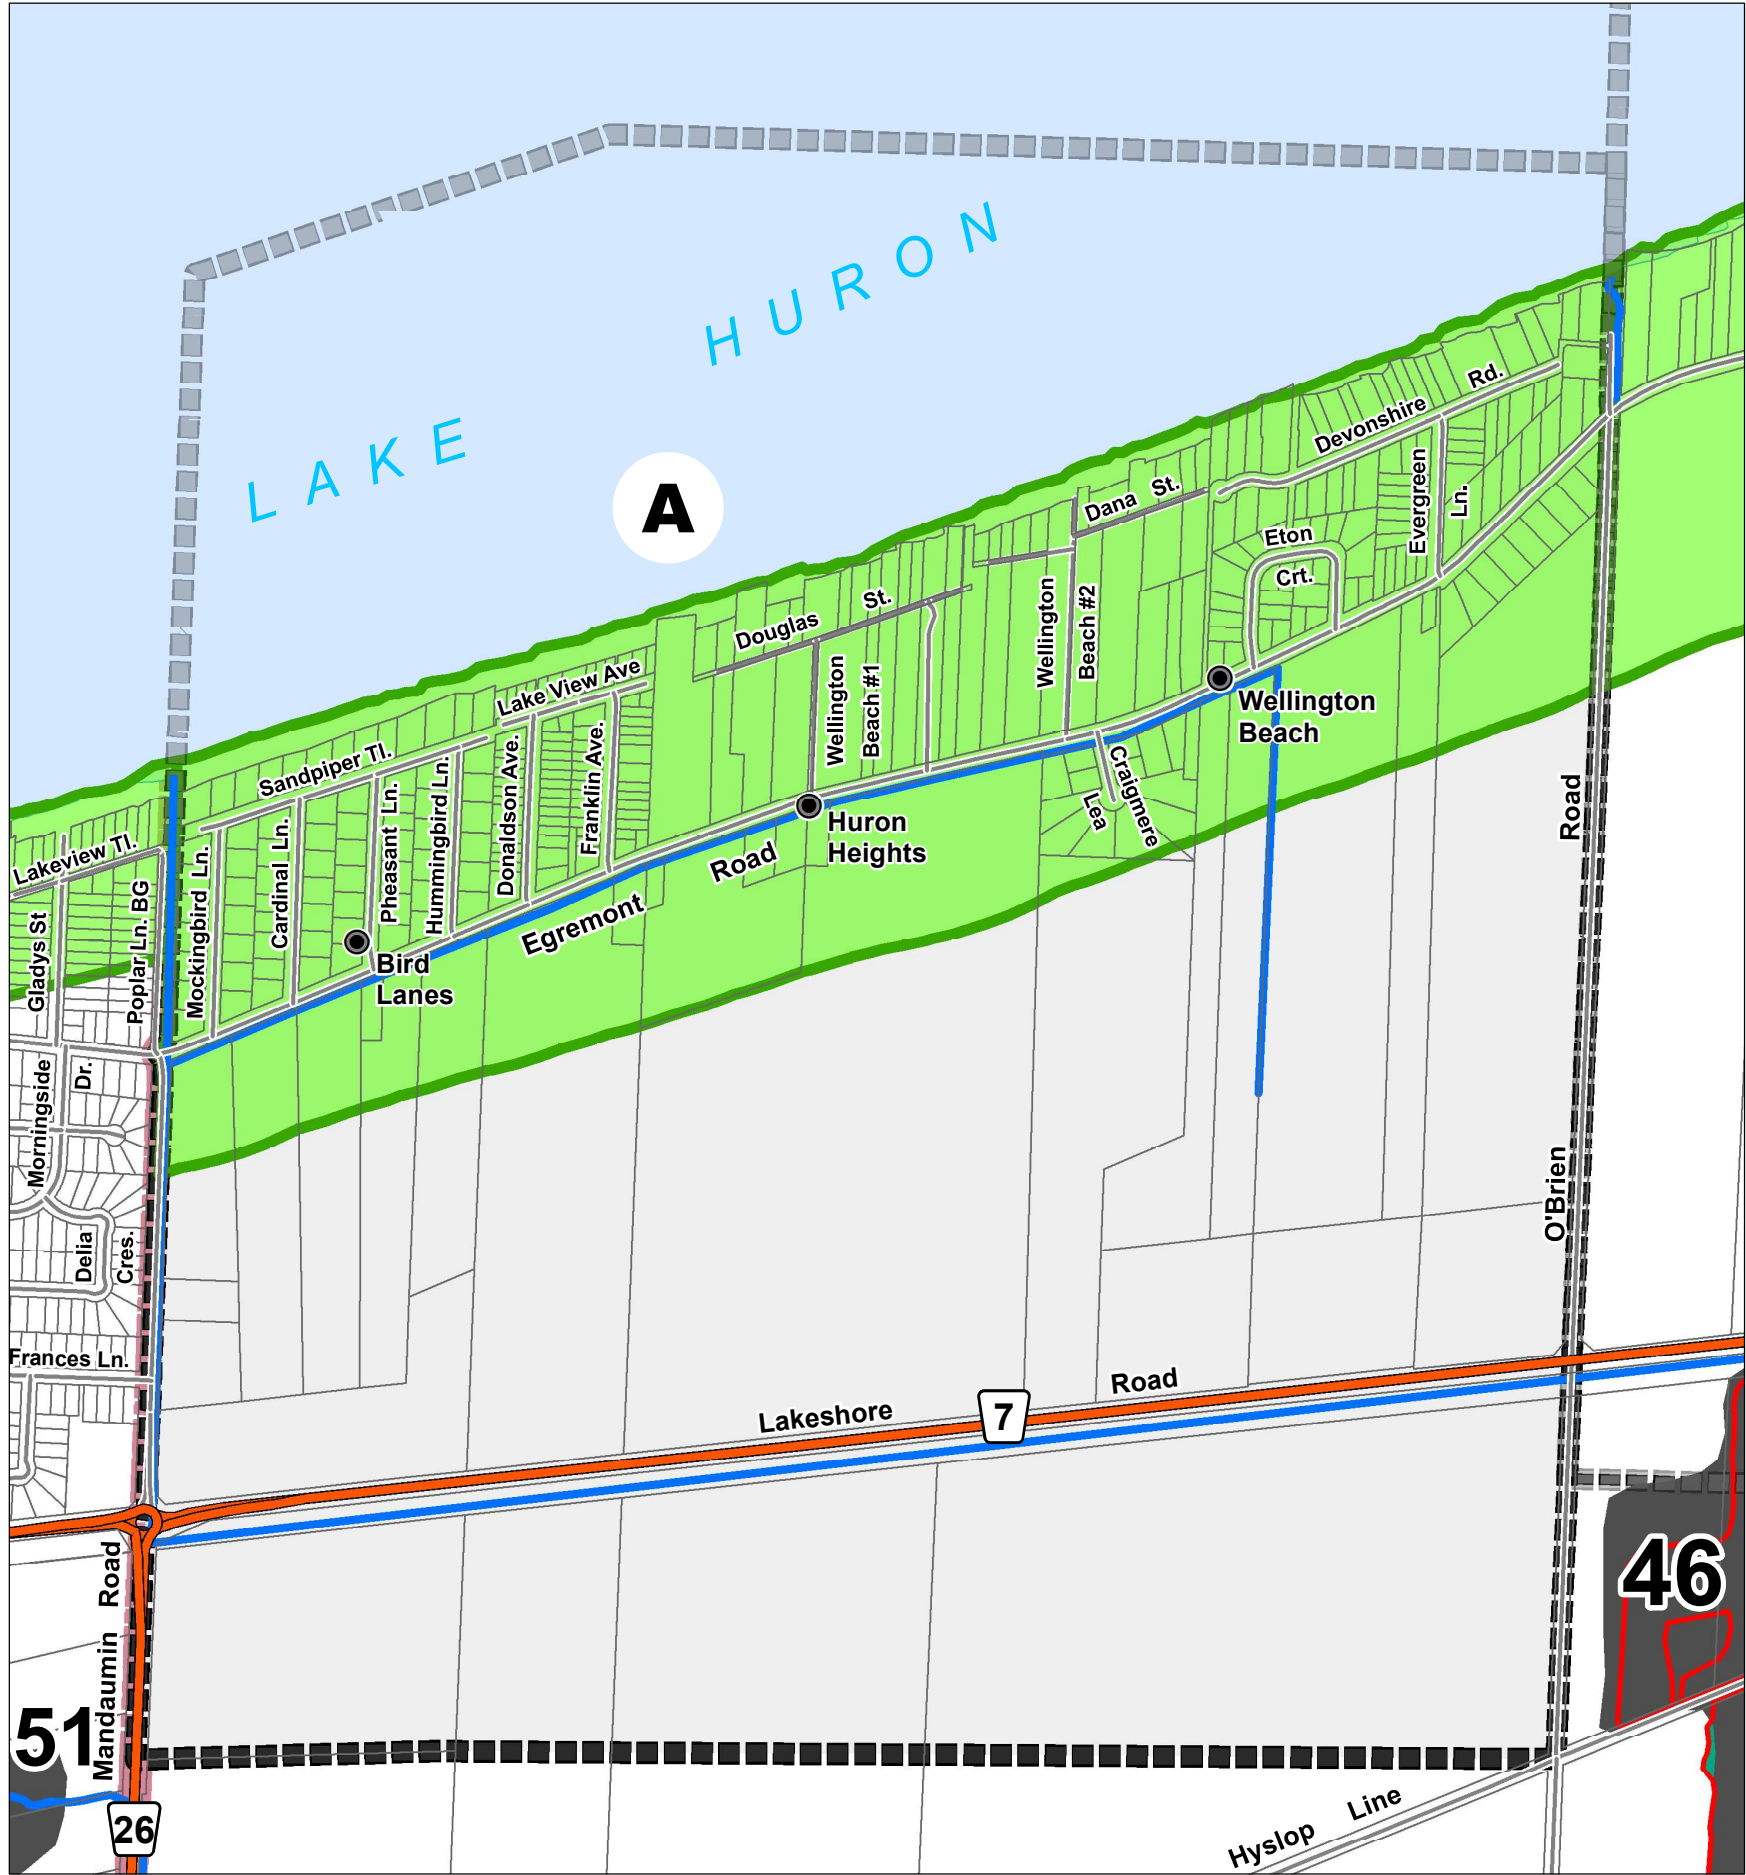 LAKE HURON
A
Devonshire Rd.
Evergreen Ln.
Dana St.
Eton
Crt.
Wellington
Beach #2
Douglas St.
Wellington
Beach #1
Lake View Ave
Wellington
Beach
Sandpiper Tl.
Craigmere
Lea
Huron
Heights
Lakeview Tl.
Gladys St
Poplar Ln. BG
Mockingbird Ln.
Cardinal Ln.
Pheasant Ln.
Hummingbird Ln.
Donaldson Ave.
Franklin Ave.
Egremont Road
Bird
Lanes
Morningside
Dr.
Delia
Cres.
Frances Ln.
O'Brien Road
Lakeshore Road
7
46
Mandaumin Road
51
26
Hyslop Line